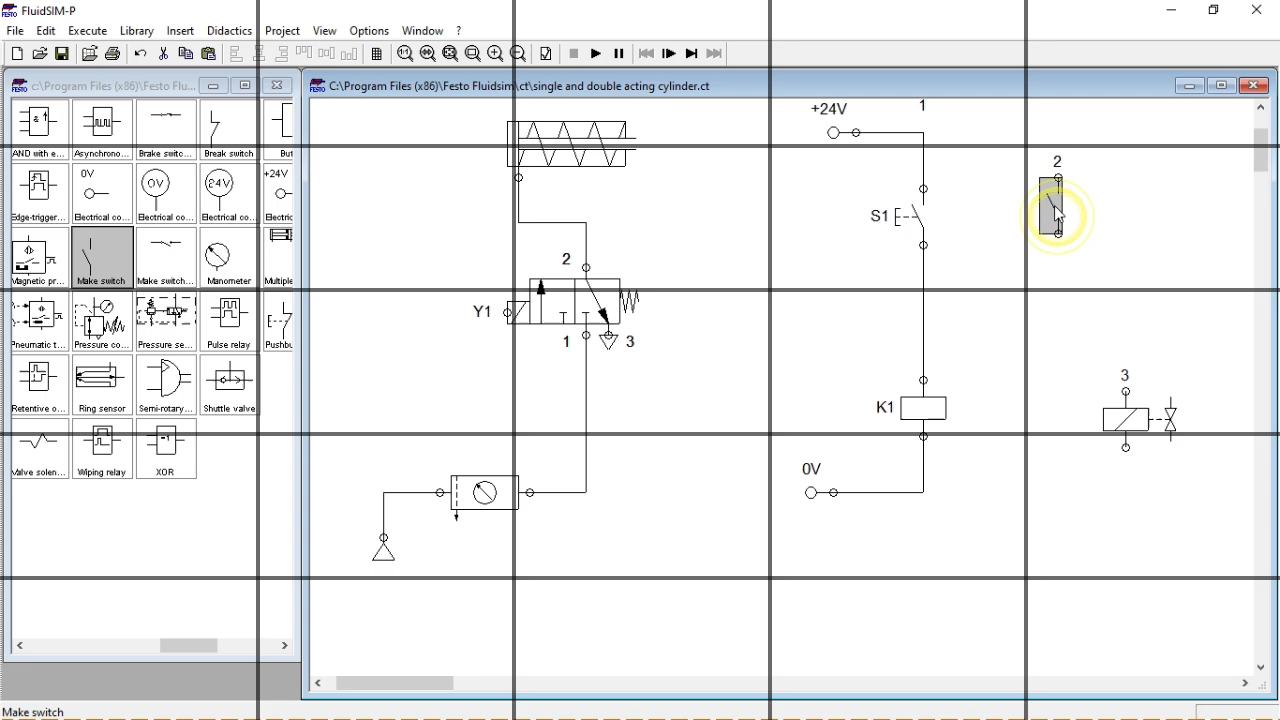 FluidSIM-P
File Edit Execute Library Insert Didactics Project View Options Window ?
c:\Program Files (x86)\Festo Flu...
C:\Program Files (x86)\Festo Fluidsim\ct\single and double acting cylinder.ct
AND with e... Asynchrono... Brake switc... Break switch But
0V 0V 24V +24V
Edge-trigger... Electrical co... Electrical co... Electrical co... Electric
Magnetic pr... Make switch Make switch... Manometer Multiple
Pneumatic t... Pressure co... Pressure se... Pulse relay Pushbu
Retentive o... Ring sensor Semi-rotary... Shuttle valve
Valve solen... Wiping relay XOR
+24V 1
2
S1
2
Y1
1 3
3
K1
0V
Make switch